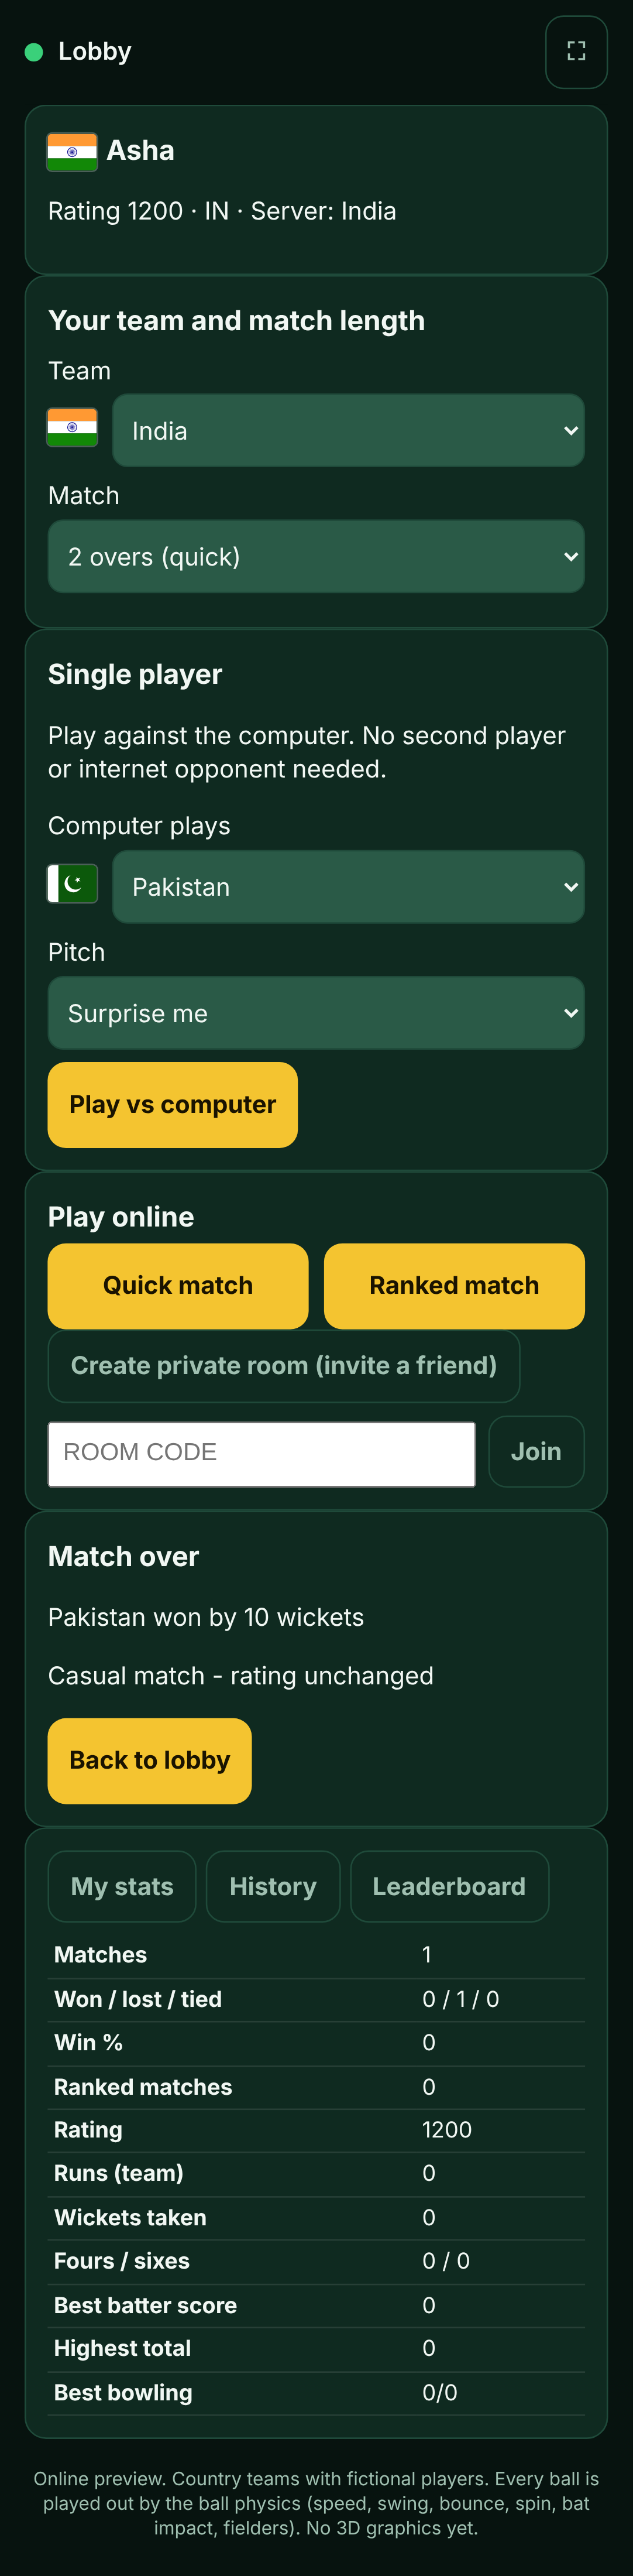 Lobby
Asha
Rating 1200 · IN · Server: India
Your team and match length
Team
India
Match
2 overs (quick)
Single player
Play against the computer. No second player
or internet opponent needed.
Computer plays
Pakistan
Pitch
Surprise me
Play vs computer
Play online
Quick match Ranked match
Create private room (invite a friend)
ROOM CODE Join
Match over
Pakistan won by 10 wickets
Casual match - rating unchanged
Back to lobby
My stats History Leaderboard
Matches 1
Won / lost / tied 0 / 1 / 0
Win % 0
Ranked matches 0
Rating 1200
Runs (team) 0
Wickets taken 0
Fours / sixes 0 / 0
Best batter score 0
Highest total 0
Best bowling 0/0
Online preview. Country teams with fictional players. Every ball is
played out by the ball physics (speed, swing, bounce, spin, bat
impact, fielders). No 3D graphics yet.